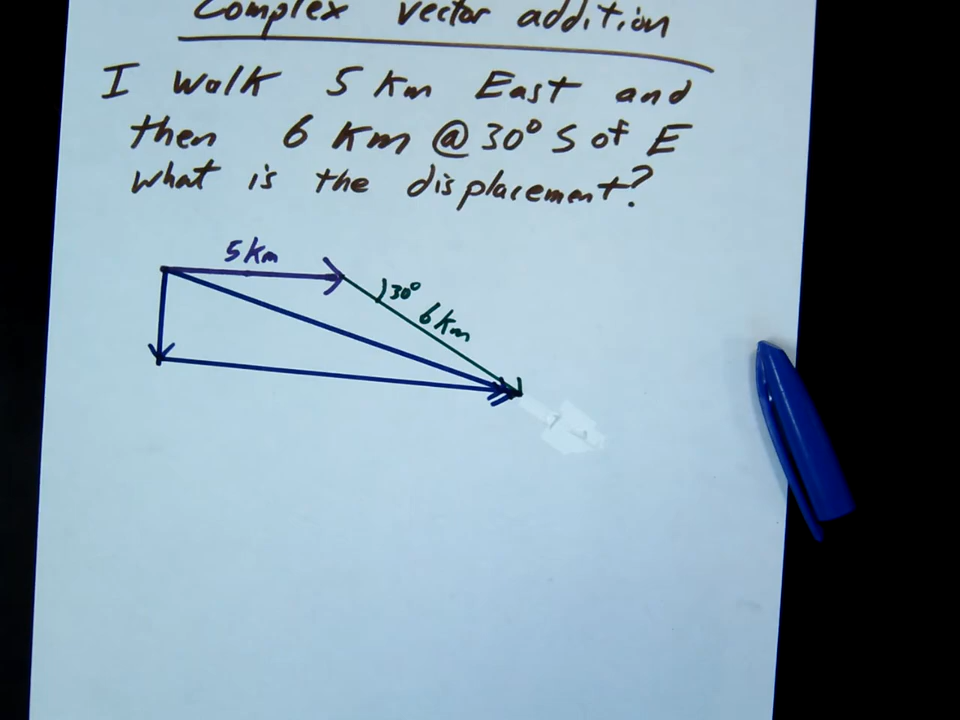 Complex vector addition
I walk 5 Km East and
then 6 Km @ 30° S of E
what is the displacement?
5 Km
30°
6 Km